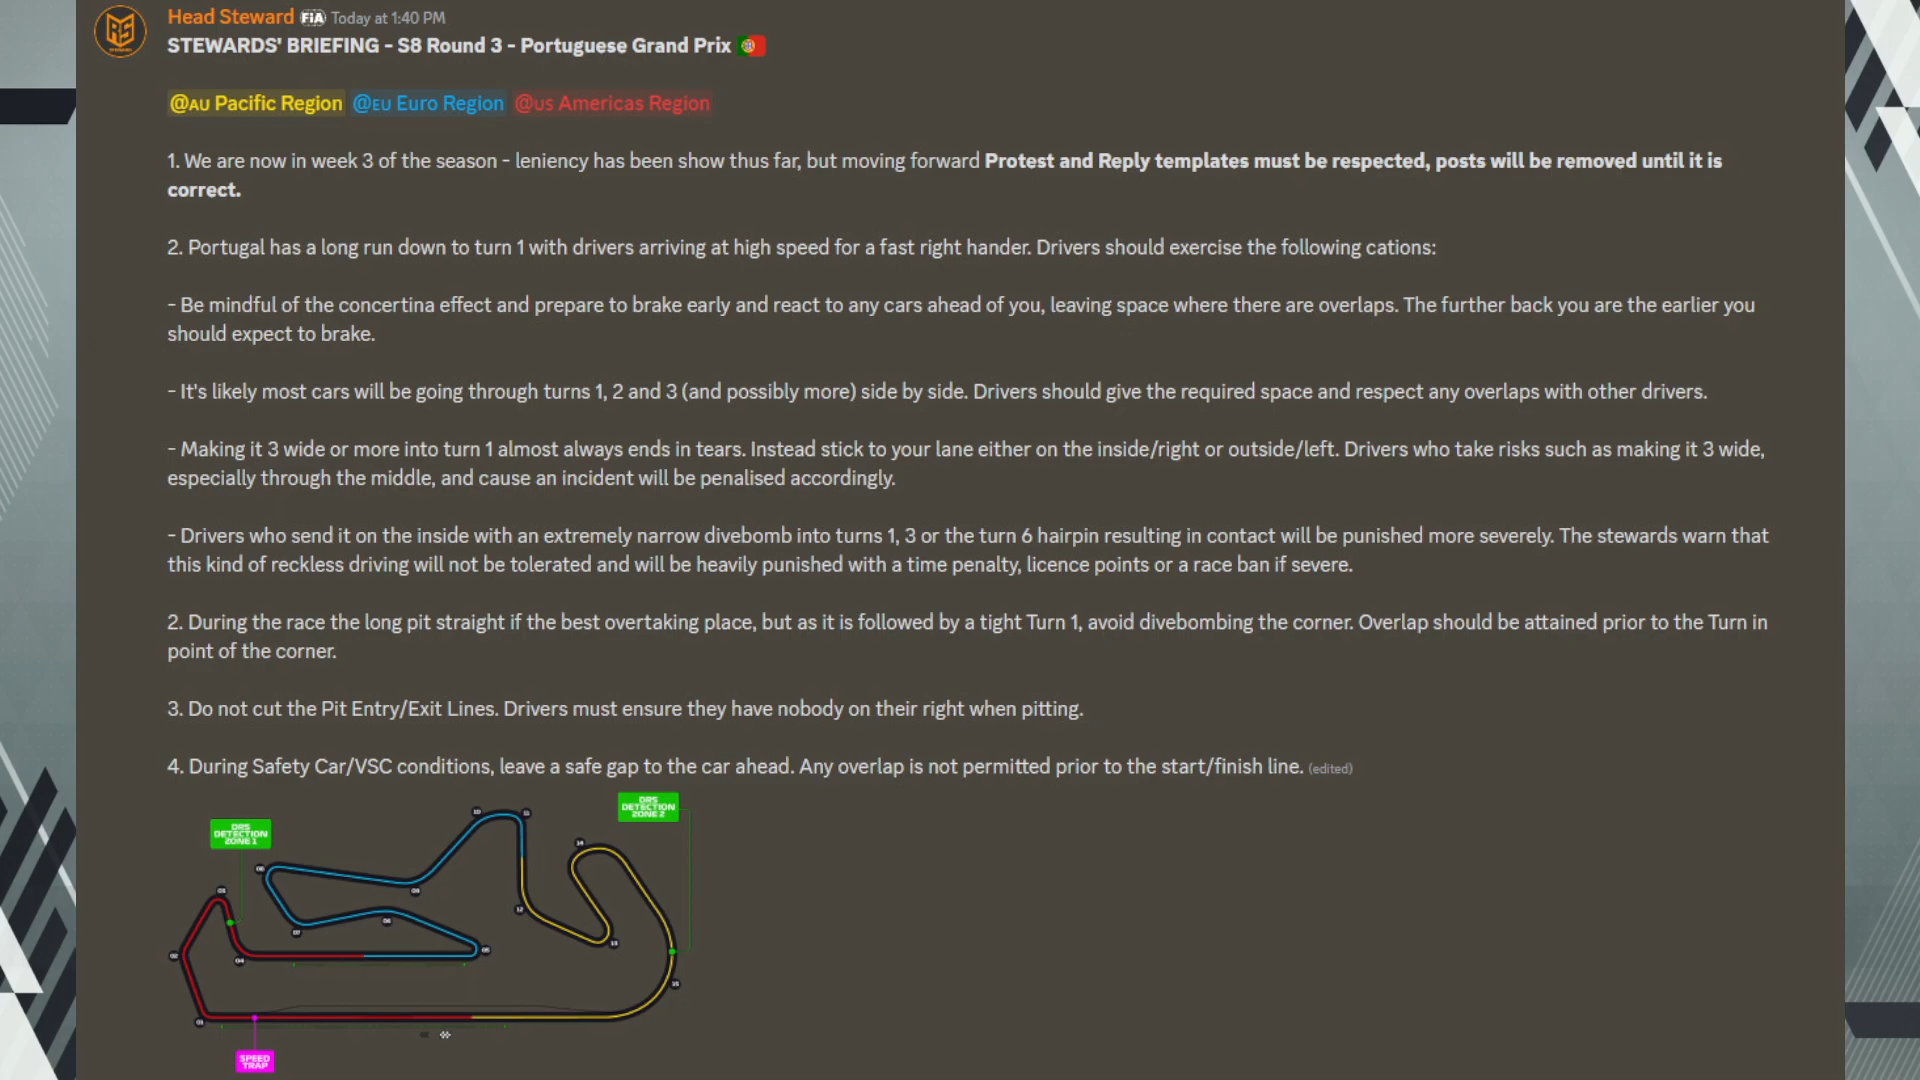 Head Steward FIA Today at 1:40 PM
STEWARDS' BRIEFING - S8 Round 3 - Portuguese Grand Prix
@AU Pacific Region @EU Euro Region @US Americas Region
1. We are now in week 3 of the season - leniency has been show thus far, but moving forward Protest and Reply templates must be respected, posts will be removed until it is
correct.
2. Portugal has a long run down to turn 1 with drivers arriving at high speed for a fast right hander. Drivers should exercise the following cations:
- Be mindful of the concertina effect and prepare to brake early and react to any cars ahead of you, leaving space where there are overlaps. The further back you are the earlier you
should expect to brake.
- It's likely most cars will be going through turns 1, 2 and 3 (and possibly more) side by side. Drivers should give the required space and respect any overlaps with other drivers.
- Making it 3 wide or more into turn 1 almost always ends in tears. Instead stick to your lane either on the inside/right or outside/left. Drivers who take risks such as making it 3 wide,
especially through the middle, and cause an incident will be penalised accordingly.
- Drivers who send it on the inside with an extremely narrow divebomb into turns 1, 3 or the turn 6 hairpin resulting in contact will be punished more severely. The stewards warn that
this kind of reckless driving will not be tolerated and will be heavily punished with a time penalty, licence points or a race ban if severe.
2. During the race the long pit straight if the best overtaking place, but as it is followed by a tight Turn 1, avoid divebombing the corner. Overlap should be attained prior to the Turn in
point of the corner.
3. Do not cut the Pit Entry/Exit Lines. Drivers must ensure they have nobody on their right when pitting.
4. During Safety Car/VSC conditions, leave a safe gap to the car ahead. Any overlap is not permitted prior to the start/finish line. (edited)
DRS
DETECTION
ZONE 2
DRS
DETECTION
ZONE 1
10
11
14
08
09
03
12
06
07
13
05
02
04
15
01
SPEED
TRAP